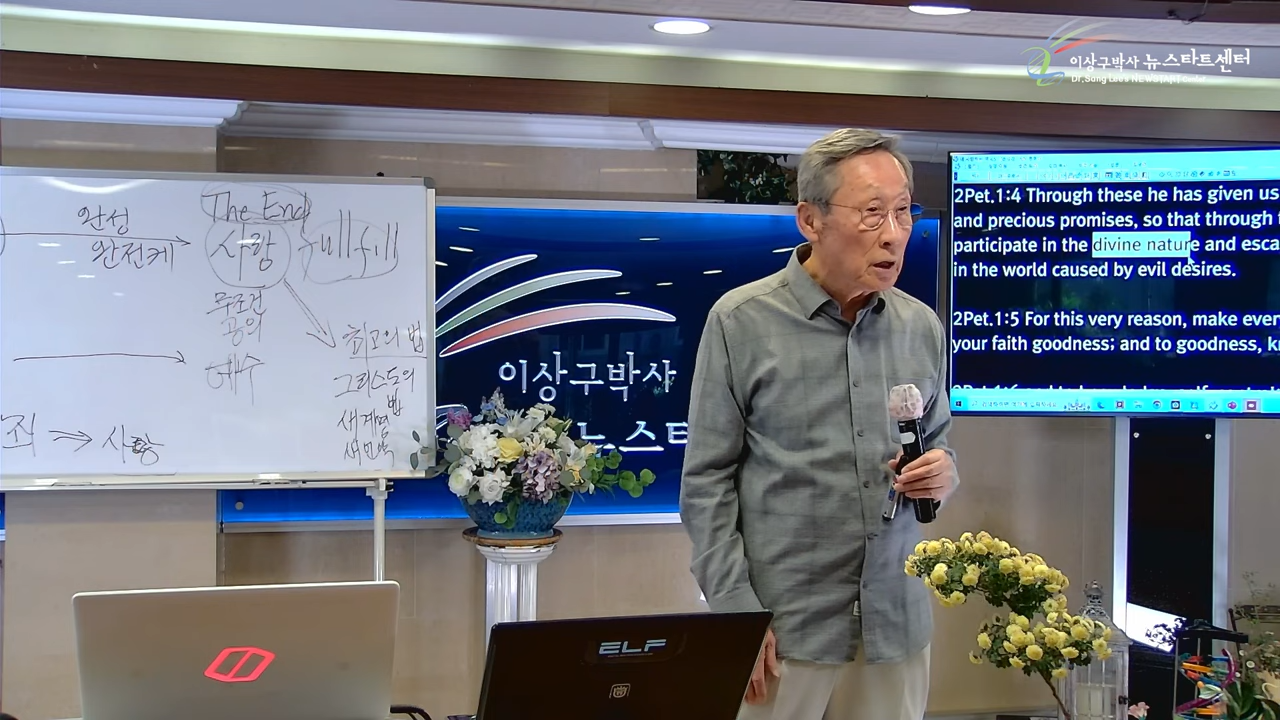 이상구박사 뉴스타트센터
Dr. Sang Lee's NEWSTART Center
The End
완성
완전케
사랑
fullfill
무조건
공의
예수
최고의 법
그리스도의
법
새 계명
죄 ⇒ 사랑
이상구박사
뉴스타
2Pet.1:4 Through these he has given us
and precious promises, so that through
participate in the divine nature and esca
in the world caused by evil desires.
2Pet.1:5 For this very reason, make ever
your faith goodness; and to goodness, k
ELF